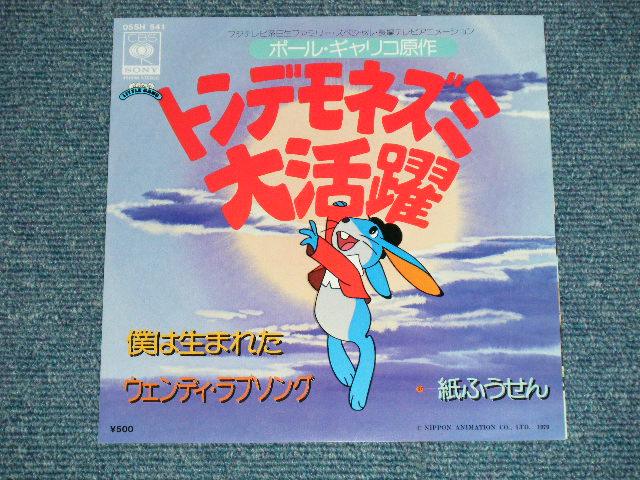 05SH 541
フジテレビ系日生ファミリー・スペシャル・長篇テレビアニメーション
CBS
SONY
ポール・ギャリコ原作
トンデモネズミ
大活躍
僕は生まれた
ウェンディ・ラブソング
紙ふうせん
¥500
© NIPPON ANIMATION CO., LTD. 1979